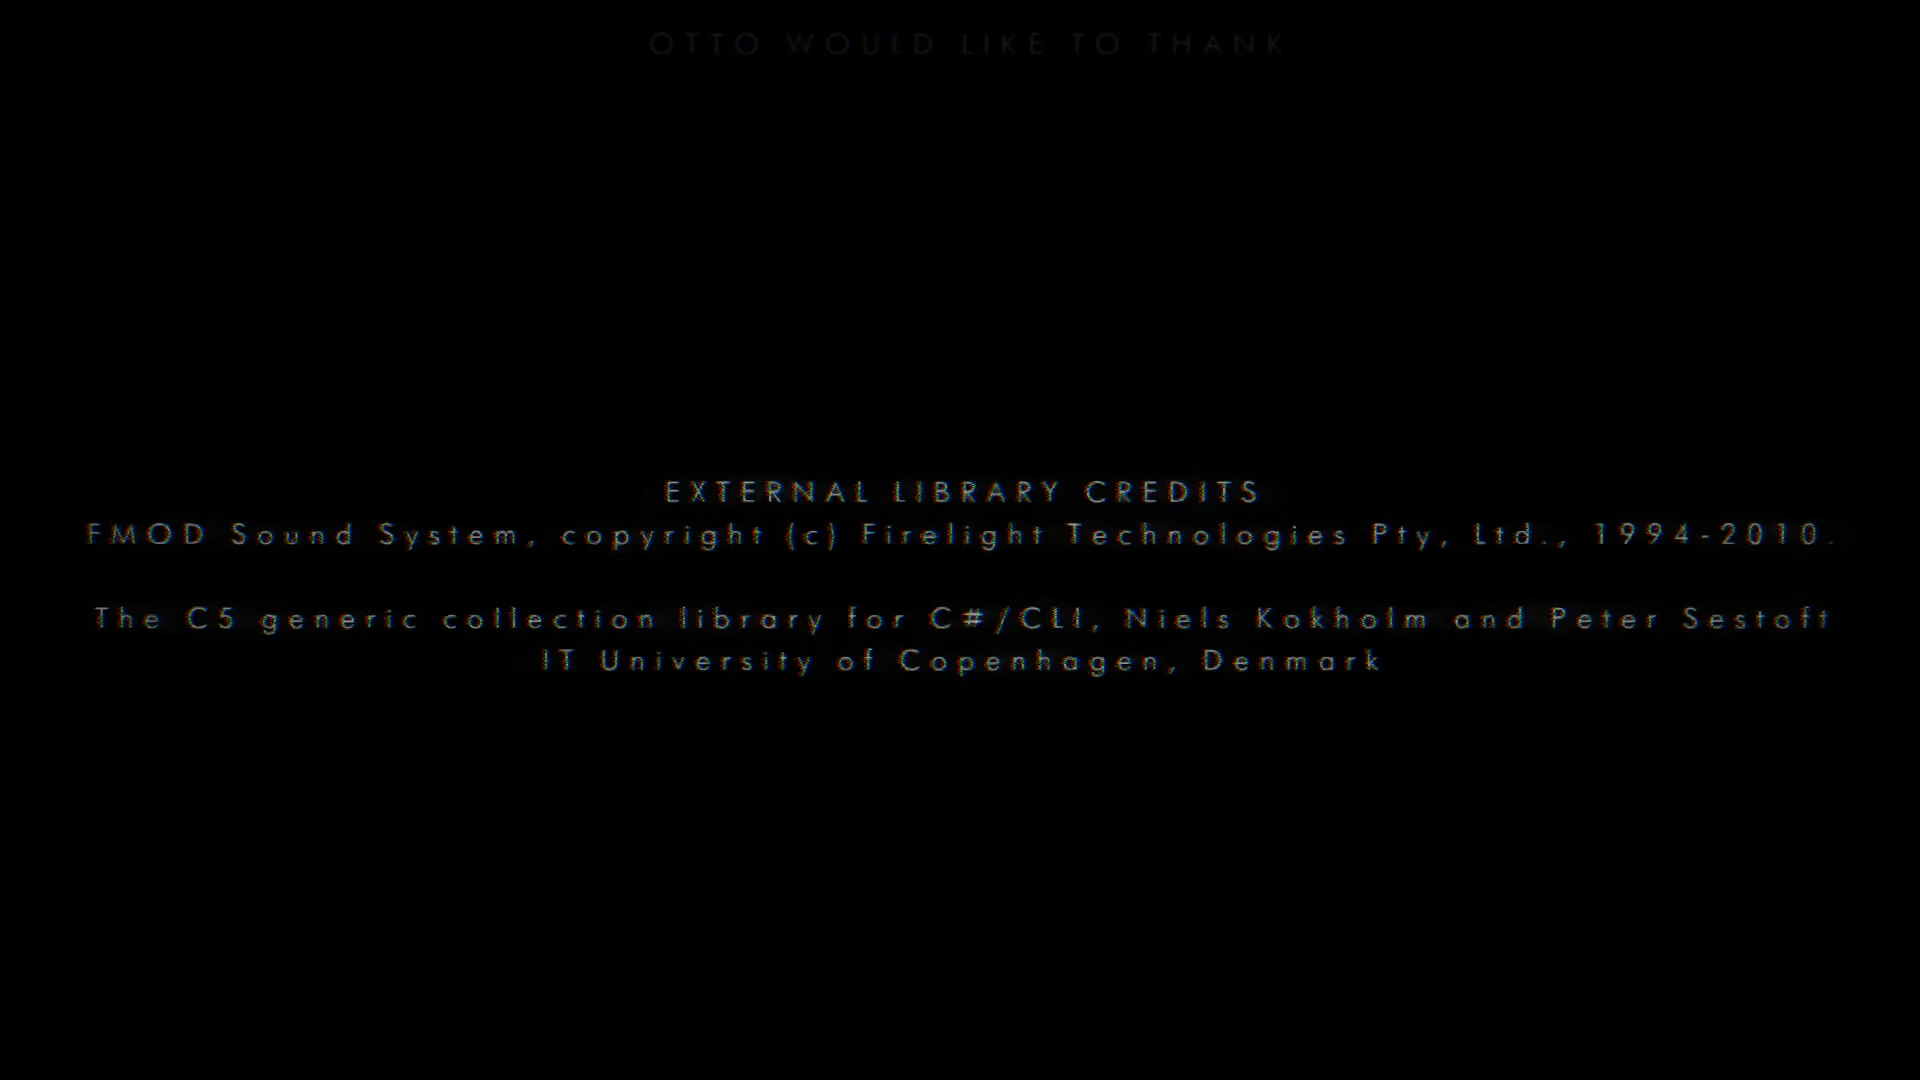 OTTO WOULD LIKE TO THANK
EXTERNAL LIBRARY CREDITS
FMOD Sound System, copyright (c) Firelight Technologies Pty, Ltd., 1994-2010.
The C5 generic collection library for C#/CLI, Niels Kokholm and Peter Sestoft
IT University of Copenhagen, Denmark